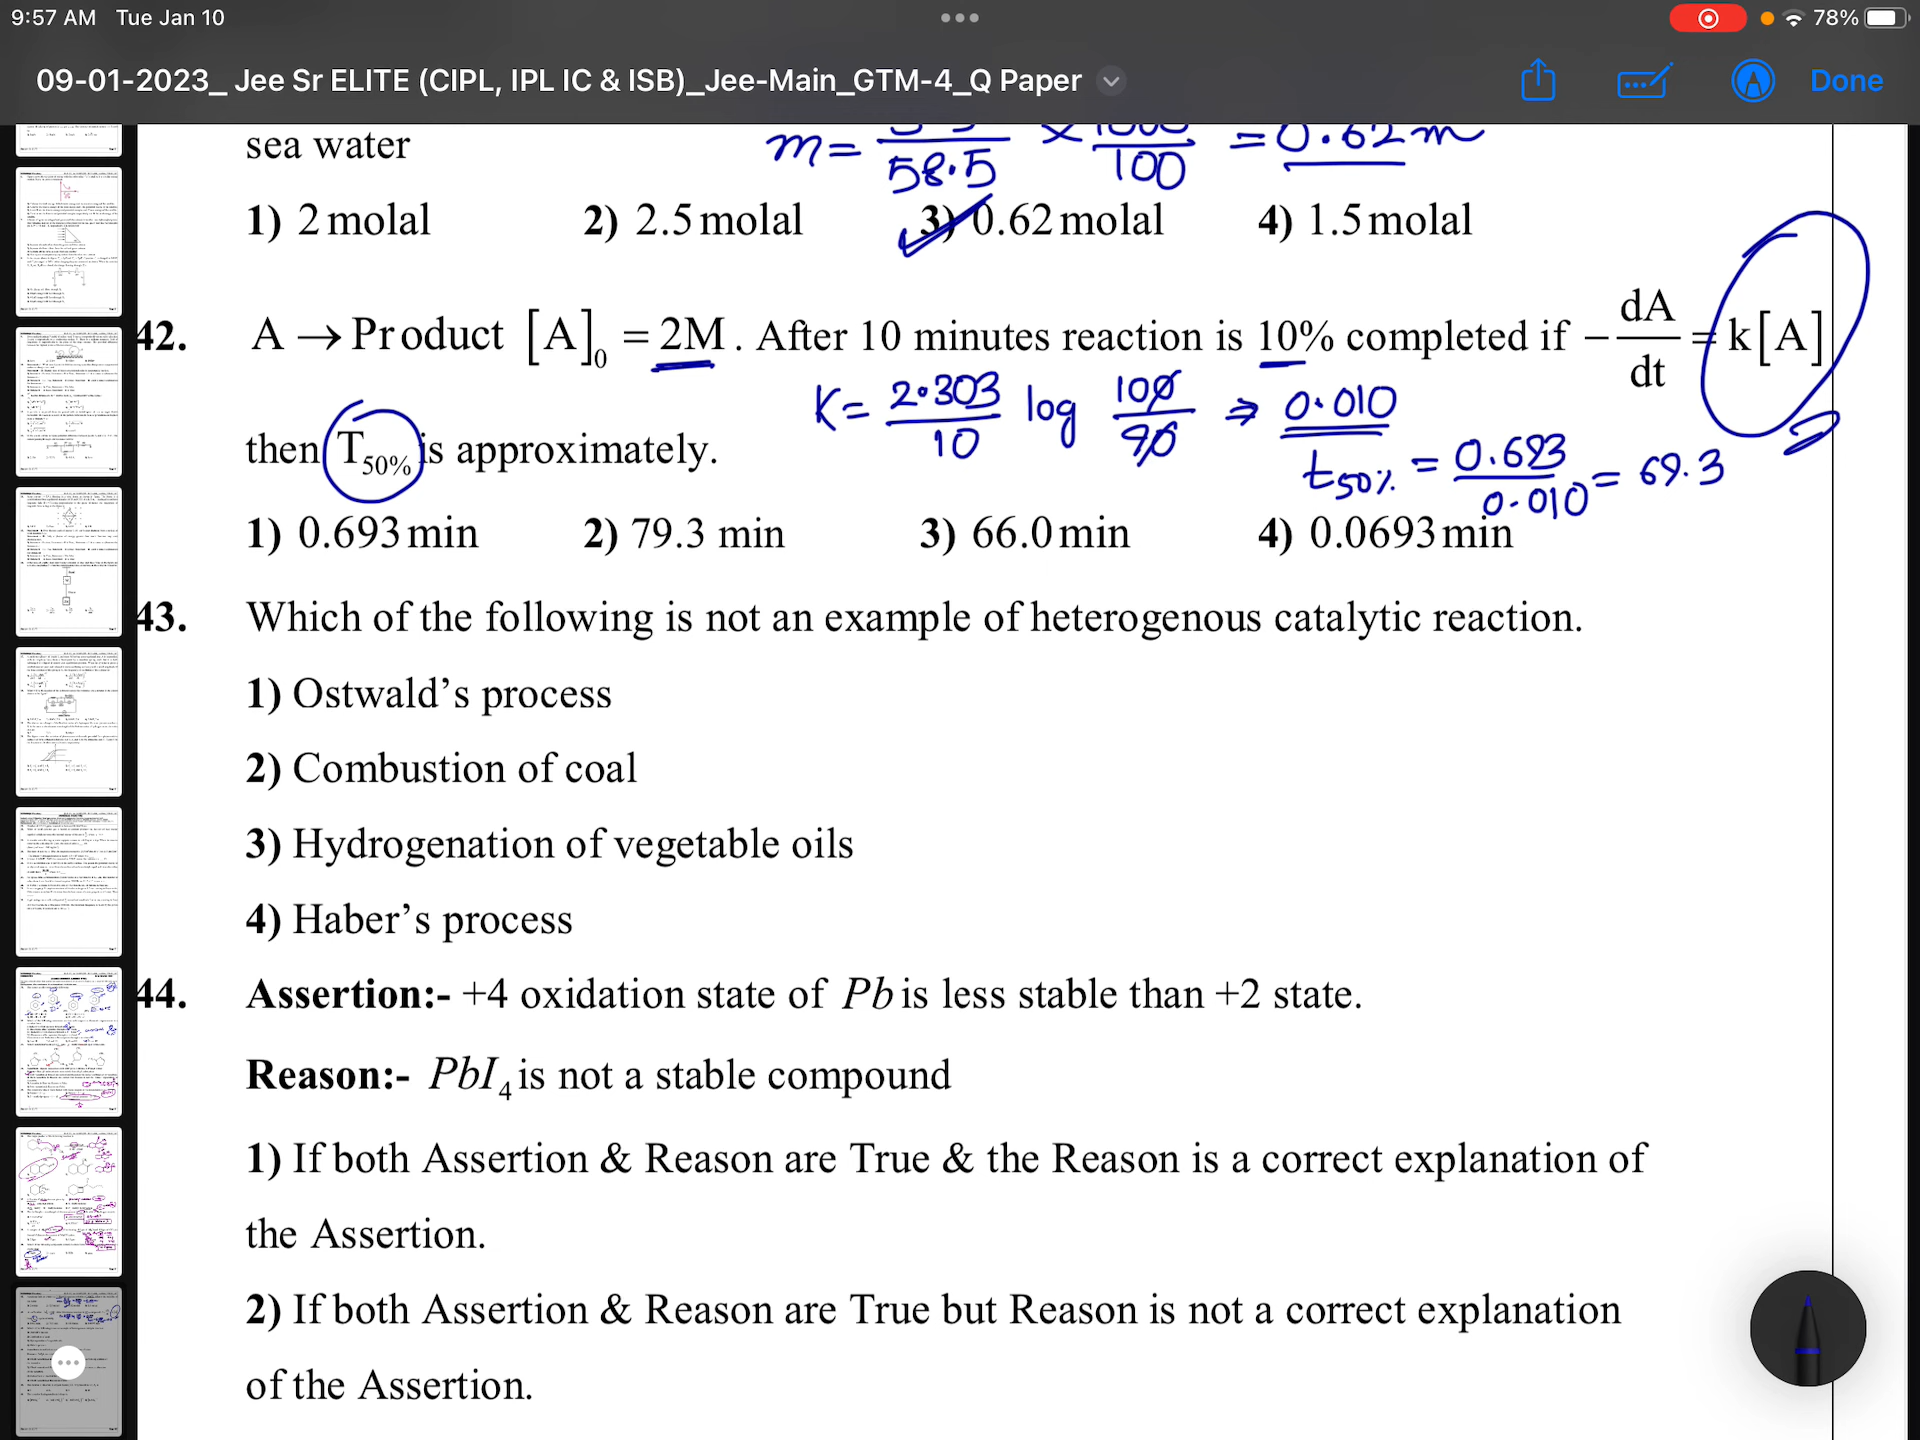 9:57 AM Tue Jan 10
78%
09-01-2023_ Jee Sr ELITE (CIPL, IPL IC & ISB)_Jee-Main_GTM-4_Q Paper
Done
sea water
m = 58.5 × 1000/100 = 0.62 m
1) 2 molal 2) 2.5 molal 3) 0.62 molal 4) 1.5 molal
42. A → Product [A]₀ = 2M. After 10 minutes reaction is 10% completed if −dA/dt = k[A]
K = 2.303/10 log 100/90 ⇒ 0.010
then T50% is approximately.
t50% = 0.693/0.010 = 69.3
1) 0.693 min 2) 79.3 min 3) 66.0 min 4) 0.0693 min
43. Which of the following is not an example of heterogenous catalytic reaction.
1) Ostwald’s process
2) Combustion of coal
3) Hydrogenation of vegetable oils
4) Haber’s process
44. Assertion:- +4 oxidation state of Pb is less stable than +2 state.
Reason:- PbI₄ is not a stable compound
1) If both Assertion & Reason are True & the Reason is a correct explanation of
the Assertion.
2) If both Assertion & Reason are True but Reason is not a correct explanation
of the Assertion.